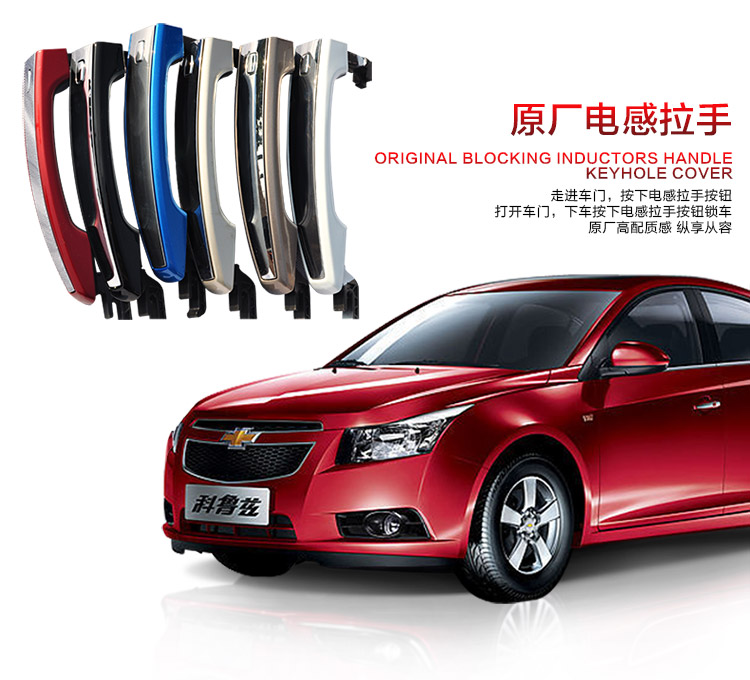 原厂电感拉手
ORIGINAL BLOCKING INDUCTORS HANDLE
KEYHOLE COVER
走进车门，按下电感拉手按钮
打开车门，下车按下电感拉手按钮锁车
原厂高配质感 纵享从容
科鲁兹